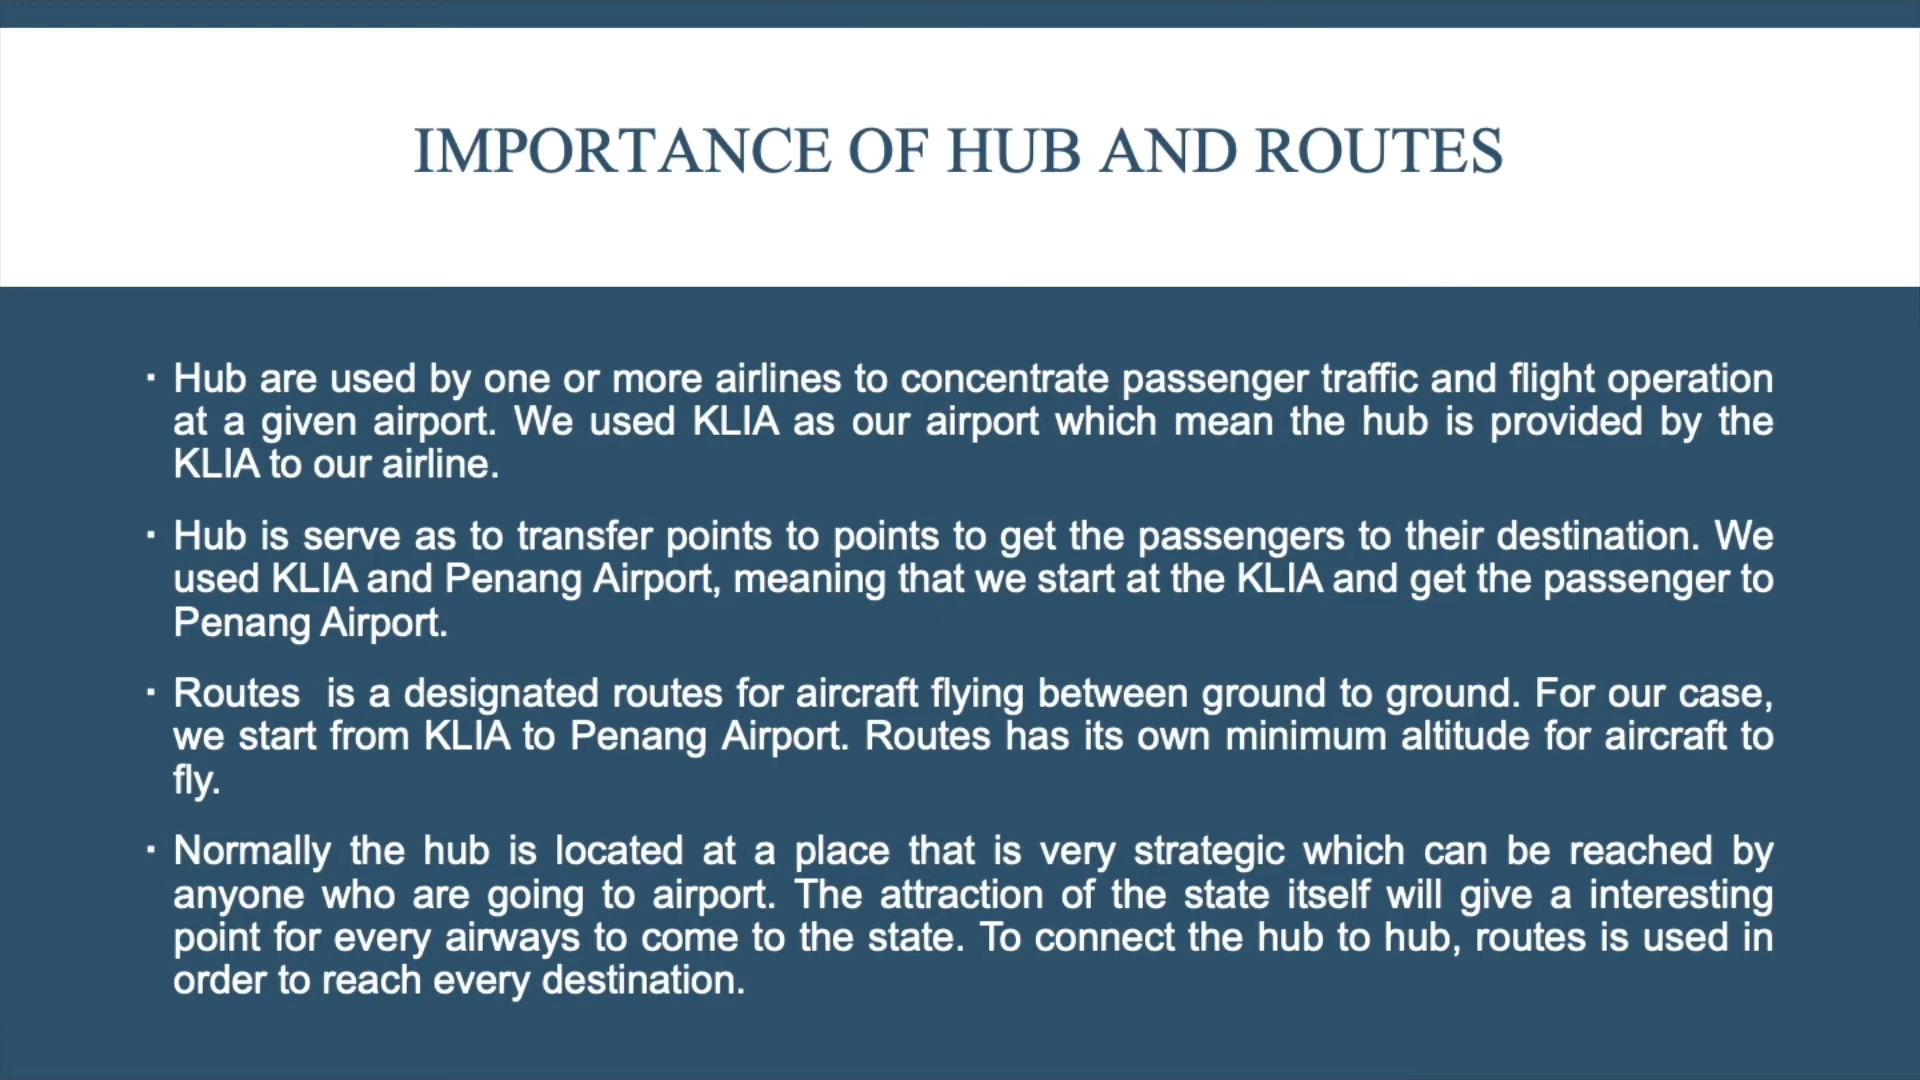 IMPORTANCE OF HUB AND ROUTES
· Hub are used by one or more airlines to concentrate passenger traffic and flight operation
at a given airport. We used KLIA as our airport which mean the hub is provided by the
KLIA to our airline.
· Hub is serve as to transfer points to points to get the passengers to their destination. We
used KLIA and Penang Airport, meaning that we start at the KLIA and get the passenger to
Penang Airport.
· Routes  is a designated routes for aircraft flying between ground to ground. For our case,
we start from KLIA to Penang Airport. Routes has its own minimum altitude for aircraft to
fly.
· Normally the hub is located at a place that is very strategic which can be reached by
anyone who are going to airport. The attraction of the state itself will give a interesting
point for every airways to come to the state. To connect the hub to hub, routes is used in
order to reach every destination.